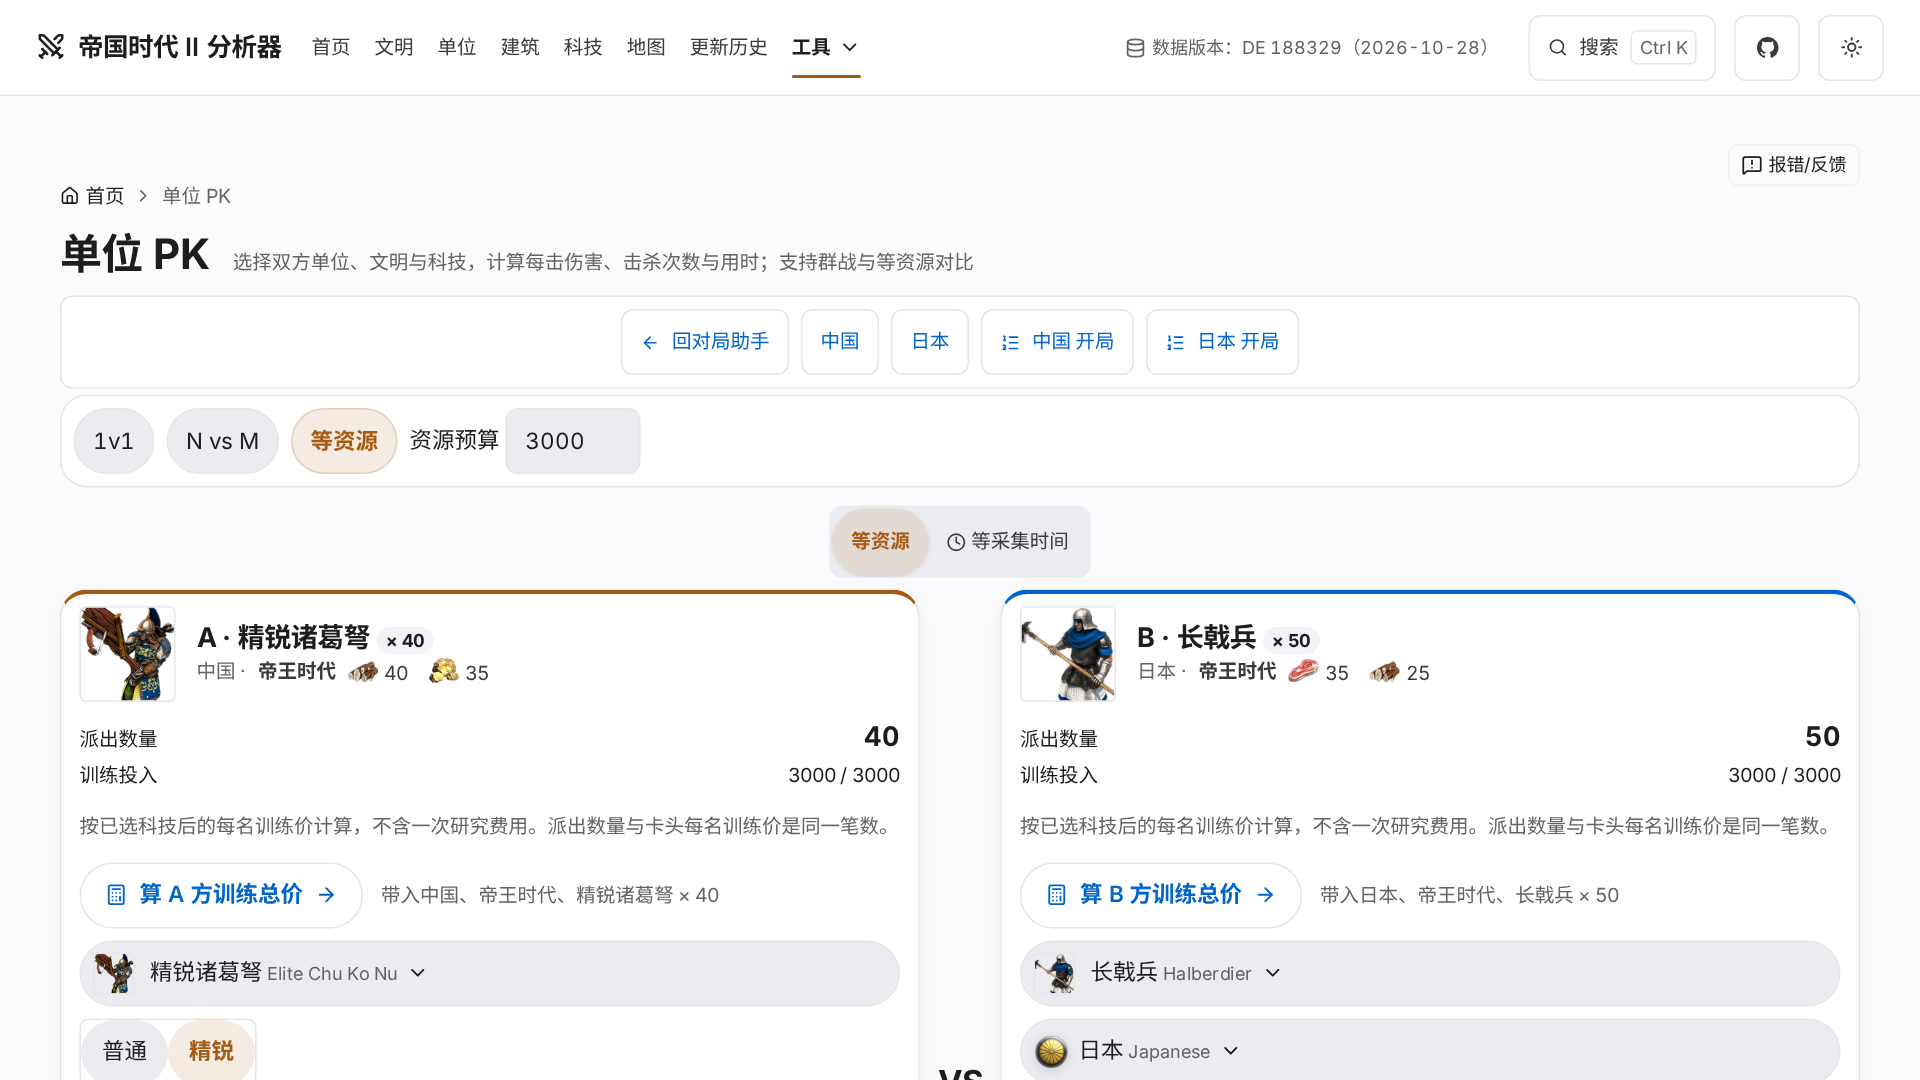 帝国时代 II 分析器 首页 文明 单位 建筑 科技 地图 更新历史 工具 数据版本：DE 188329（2026-10-28） 搜索 Ctrl K
报错/反馈
首页 单位 PK
单位 PK 选择双方单位、文明与科技，计算每击伤害、击杀次数与用时；支持群战与等资源对比
回对局助手 中国 日本 中国 开局 日本 开局
1v1 N vs M 等资源 资源预算 3000
等资源 等采集时间
A · 精锐诸葛弩 × 40
中国 · 帝王时代 40 35
派出数量 40
训练投入 3000 / 3000
按已选科技后的每名训练价计算，不含一次研究费用。派出数量与卡头每名训练价是同一笔数。
算 A 方训练总价 带入中国、帝王时代、精锐诸葛弩 × 40
精锐诸葛弩 Elite Chu Ko Nu
普通 精锐
VS
B · 长戟兵 × 50
日本 · 帝王时代 35 25
派出数量 50
训练投入 3000 / 3000
按已选科技后的每名训练价计算，不含一次研究费用。派出数量与卡头每名训练价是同一笔数。
算 B 方训练总价 带入日本、帝王时代、长戟兵 × 50
长戟兵 Halberdier
日本 Japanese